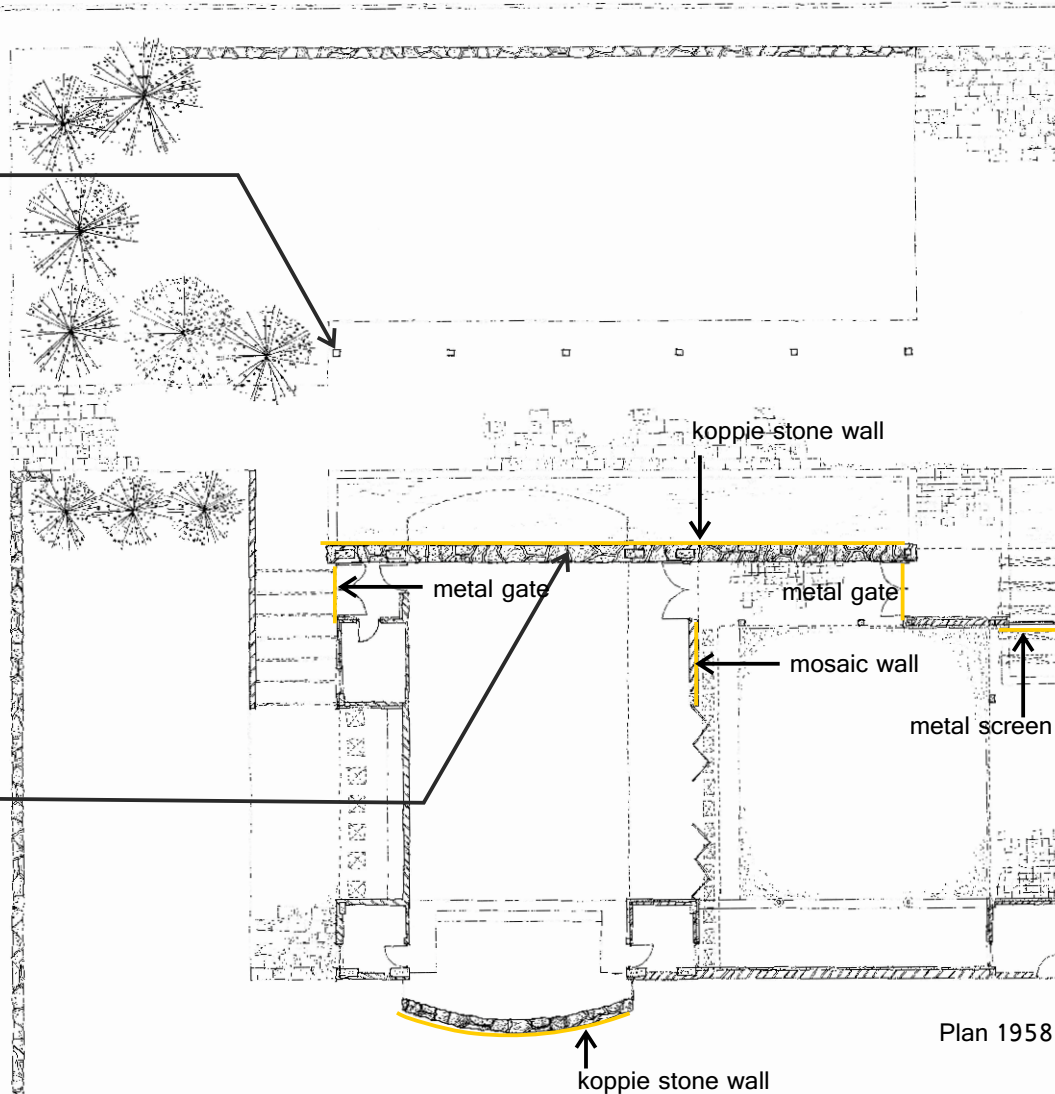 koppie stone wall
metal gate
metal gate
mosaic wall
metal screen
Plan 1958
koppie stone wall